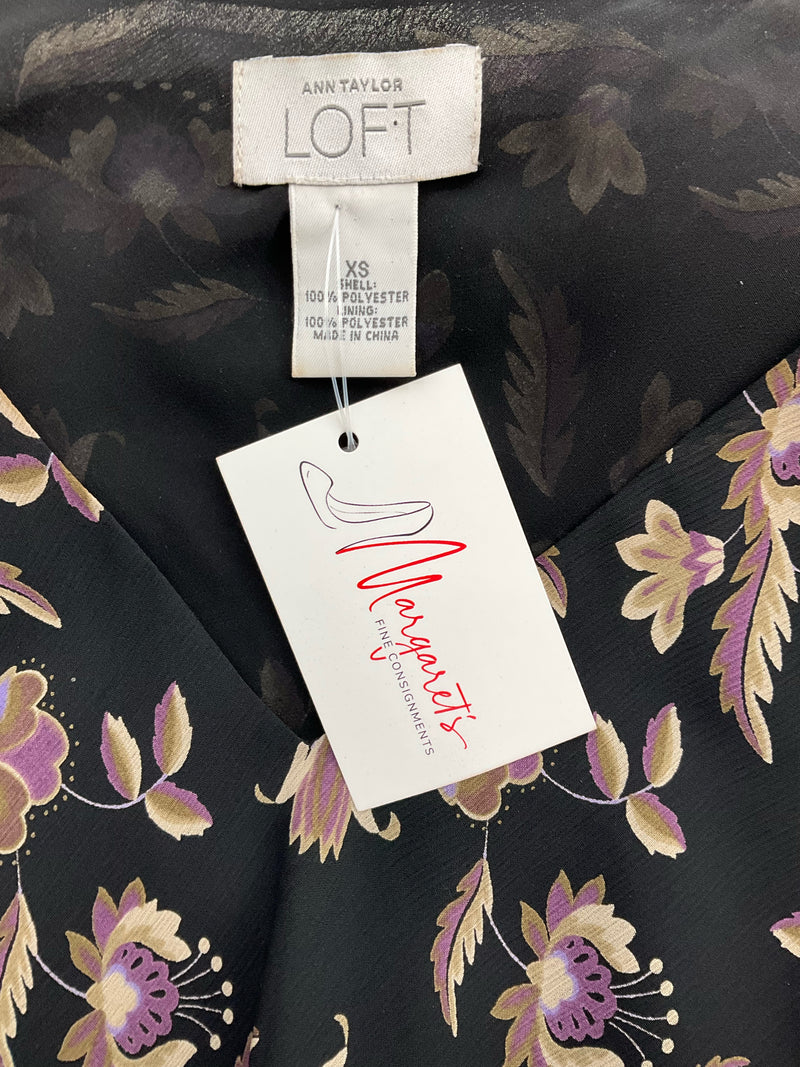 ANN TAYLOR
LOFT
XS
SHELL:
100% POLYESTER
LINING:
100% POLYESTER
MADE IN CHINA
Margaret's
FINE CONSIGNMENTS